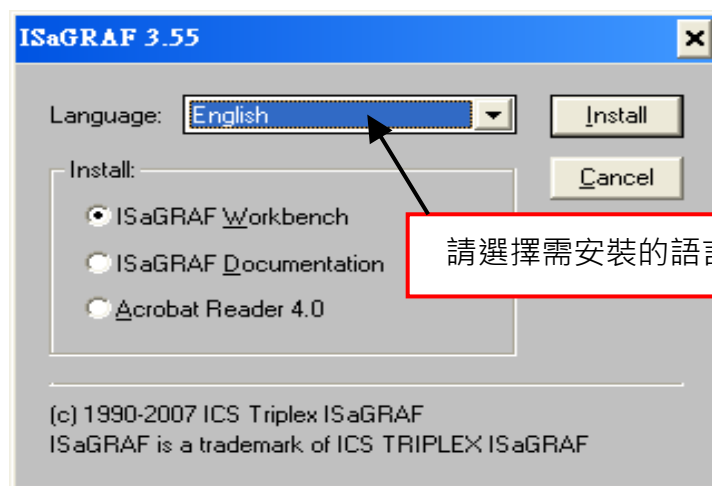 ISaGRAF 3.55
Language: English Install
Install: Cancel
ISaGRAF Workbench
ISaGRAF Documentation
請選擇需安裝的語言
Acrobat Reader 4.0
(c) 1990-2007 ICS Triplex ISaGRAF
ISaGRAF is a trademark of ICS TRIPLEX ISaGRAF